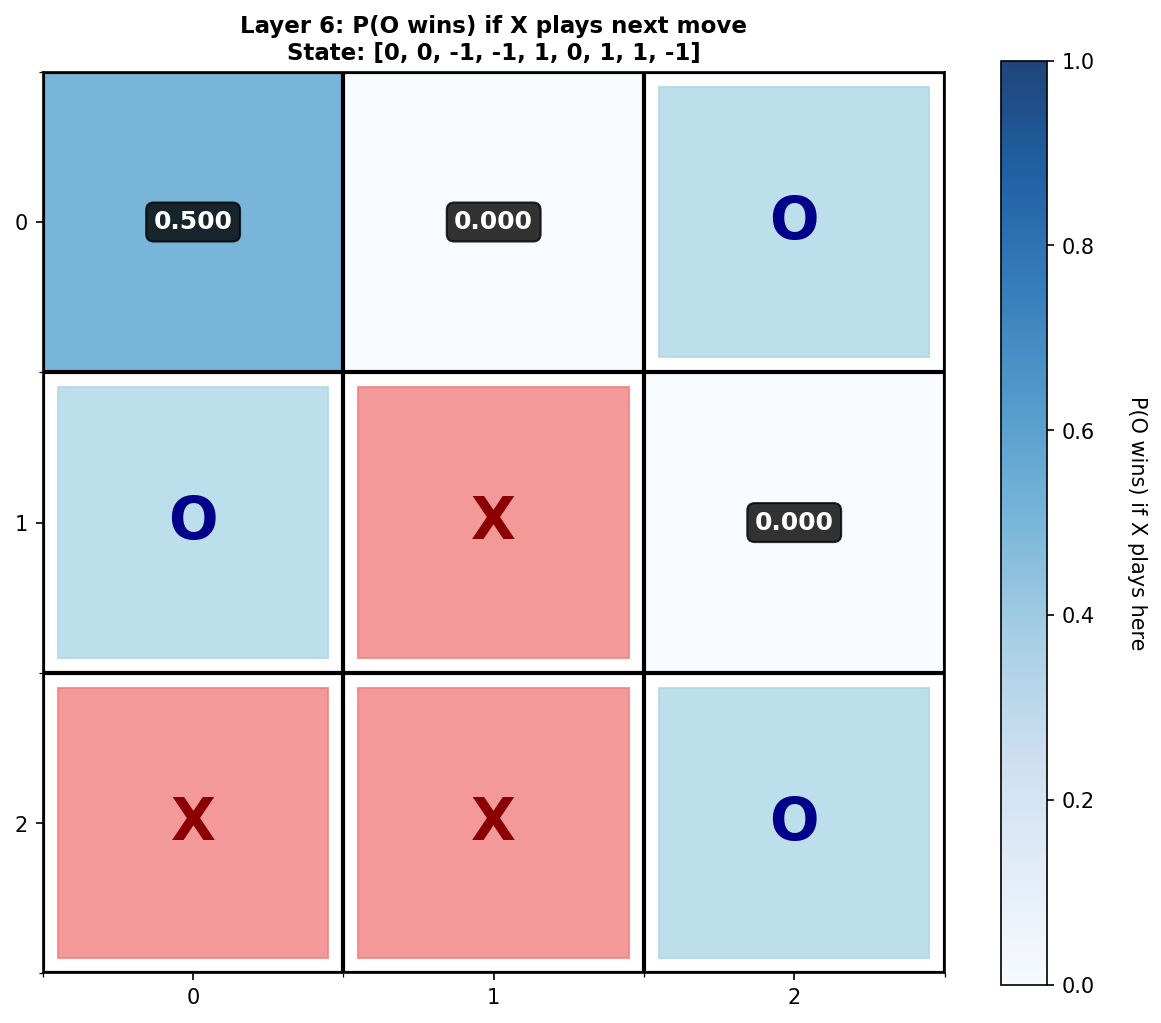 Layer 6: P(O wins) if X plays next move
State: [0, 0, -1, -1, 1, 0, 1, 1, -1]
0
0.500
0.000
O
1
O
X
0.000
2
X
X
O
0
1
2
1.0
0.8
0.6
0.4
0.2
0.0
P(O wins) if X plays here